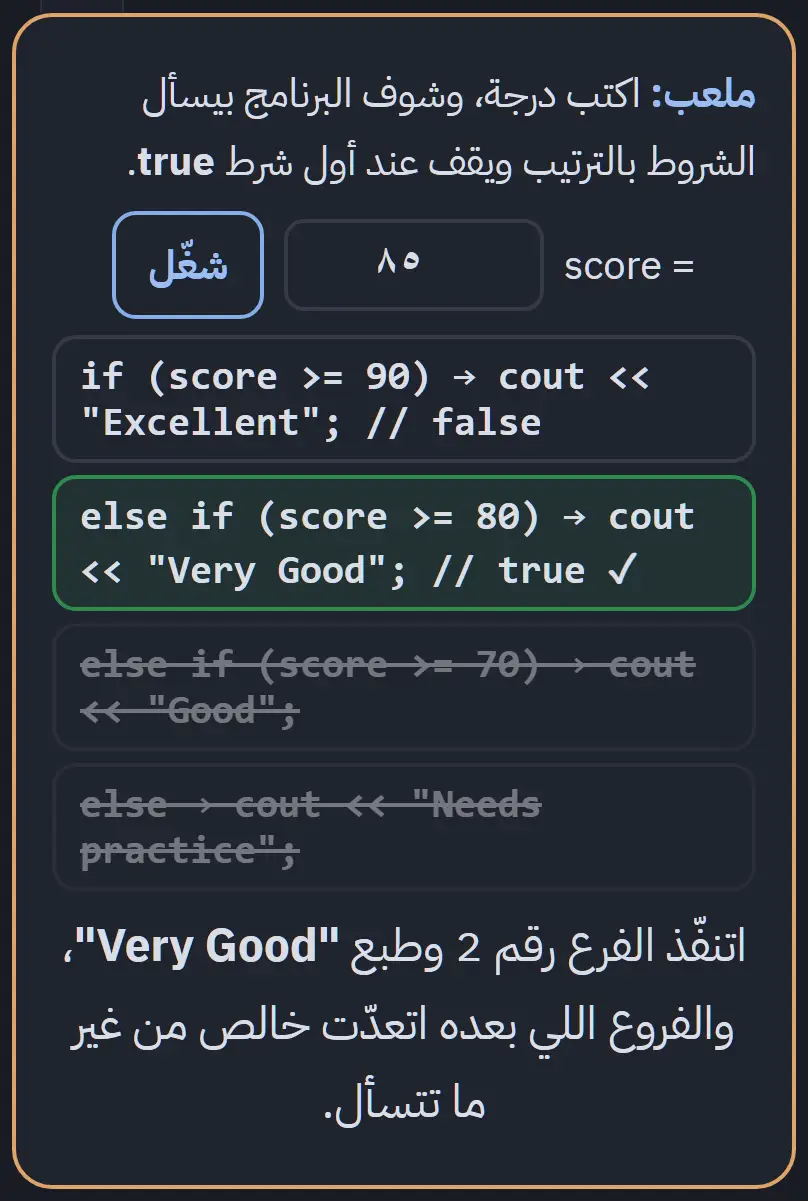 ملعب: اكتب درجة، وشوف البرنامج بيسأل
الشروط بالترتيب ويقف عند أول شرط true.
score =
٨٥
شغّل
if (score >= 90) → cout <<
"Excellent"; // false
else if (score >= 80) → cout
<< "Very Good"; // true ✓
else if (score >= 70) → cout
<< "Good";
else → cout << "Needs
practice";
اتنفّذ الفرع رقم 2 وطبع "Very Good"،
والفروع اللي بعده اتعدّت خالص من غير
ما تتسأل.